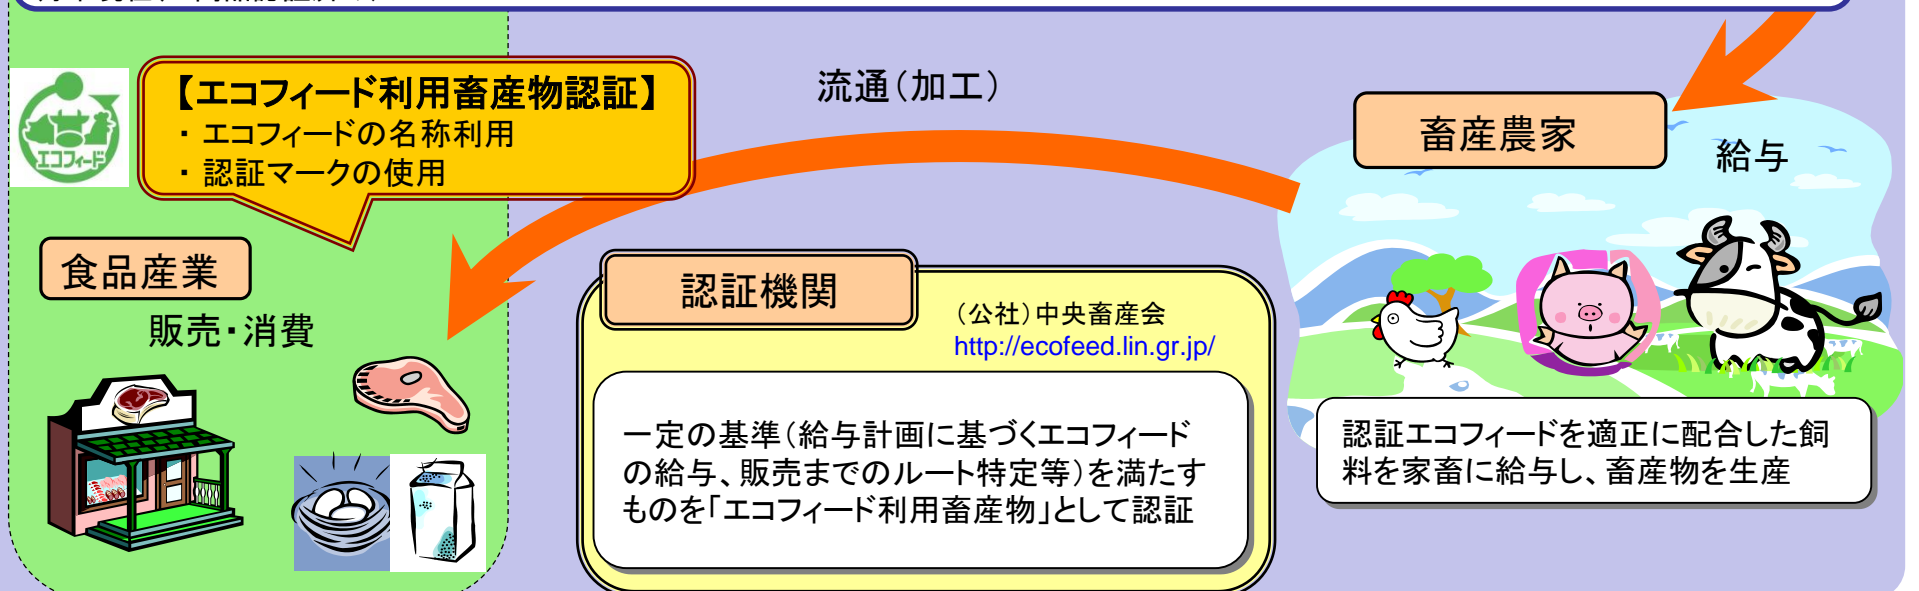 【エコフィード利用畜産物認証】
・ エコフィードの名称利用
・ 認証マークの使用
エコフィード
流通(加工)
畜産農家
給与
食品産業
販売・消費
認証機関
(公社)中央畜産会
http://ecofeed.lin.gr.jp/
一定の基準(給与計画に基づくエコフィード
の給与、販売までのルート特定等)を満たす
ものを「エコフィード利用畜産物」として認証
認証エコフィードを適正に配合した飼
料を家畜に給与し、畜産物を生産